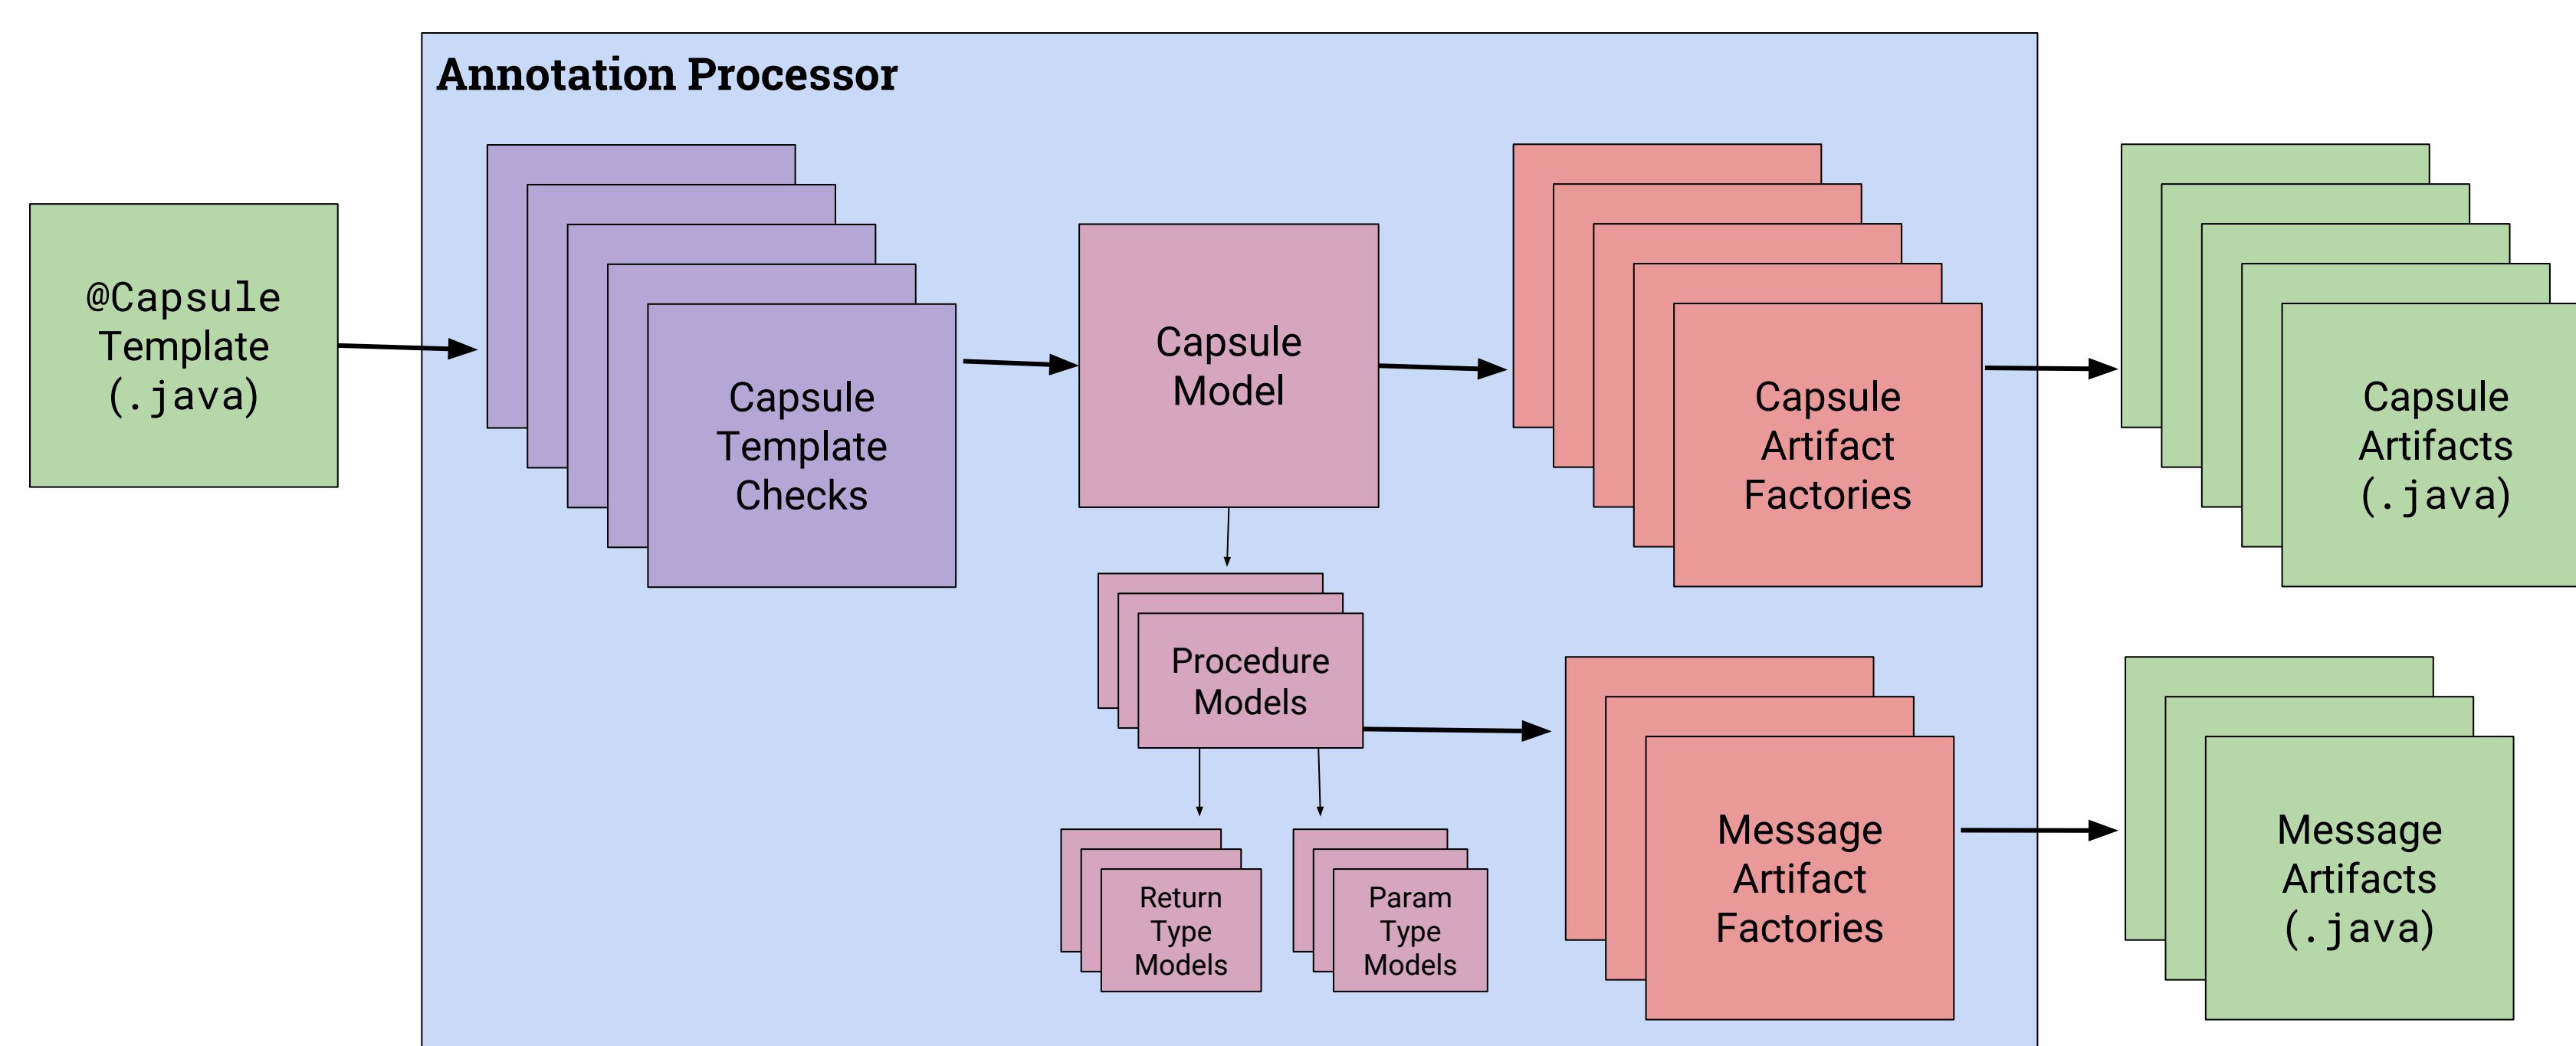 Annotation Processor
@Capsule
Template
(.java)
Capsule
Template
Checks
Capsule
Model
Capsule
Artifact
Factories
Capsule
Artifacts
(.java)
Procedure
Models
Return
Type
Models
Param
Type
Models
Message
Artifact
Factories
Message
Artifacts
(.java)